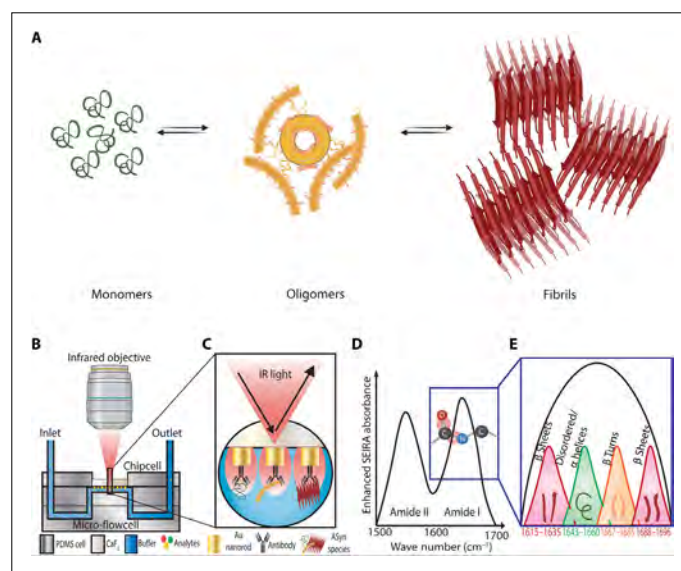 A
Monomers
Oligomers
Fibrils
B
Infrared objective
Inlet
Outlet
Chipcell
Micro-flowcell
C
IR light
D
Enhanced SEIRA absorbance
O
C
N
C
Amide II
Amide I
1500
1600
1700
Wave number (cm⁻¹)
E
β Sheets
Disordered/
α helices
β Turns
β Sheets
1615–1635
1643–1660
1667–1685
1688–1696
PDMS cell
CaF₂
Buffer
Analytes
Au
nanorod
Antibody
ASyn
species